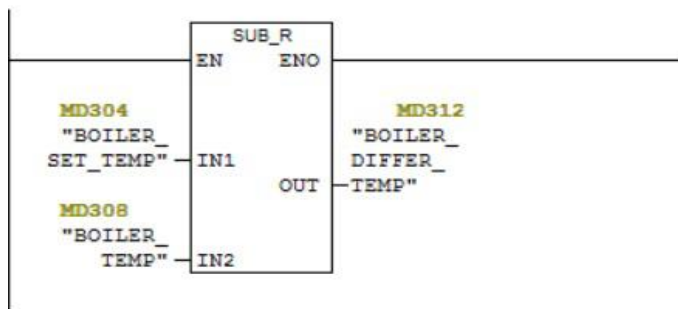 SUB_R
EN ENO
MD304
"BOILER_
SET_TEMP"
IN1
MD312
"BOILER_
DIFFER_
TEMP"
OUT
MD308
"BOILER_
TEMP"
IN2